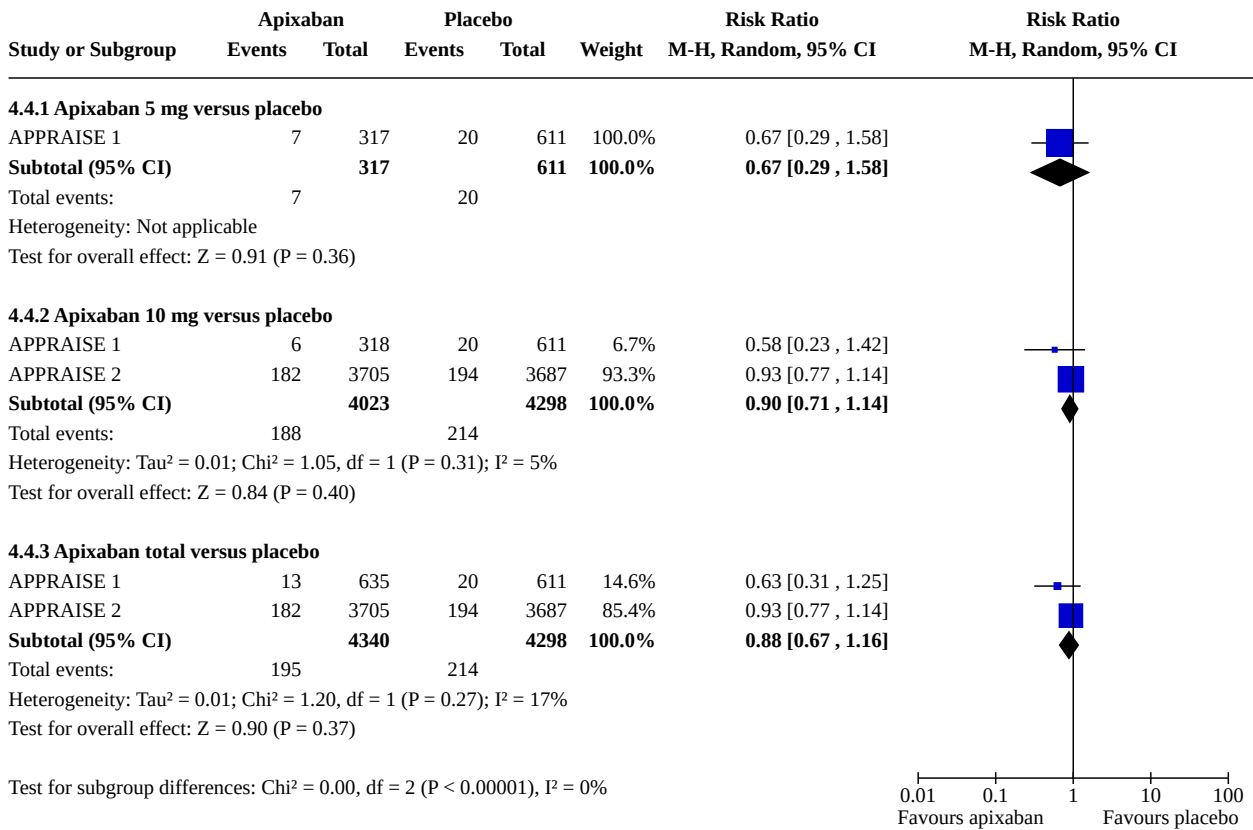 Apixaban Placebo Risk Ratio Risk Ratio
Study or Subgroup Events Total Events Total Weight M-H, Random, 95% CI M-H, Random, 95% CI
4.4.1 Apixaban 5 mg versus placebo
APPRAISE 1 7 317 20 611 100.0% 0.67 [0.29 , 1.58]
Subtotal (95% CI) 317 611 100.0% 0.67 [0.29 , 1.58]
Total events: 7 20
Heterogeneity: Not applicable
Test for overall effect: Z = 0.91 (P = 0.36)
4.4.2 Apixaban 10 mg versus placebo
APPRAISE 1 6 318 20 611 6.7% 0.58 [0.23 , 1.42]
APPRAISE 2 182 3705 194 3687 93.3% 0.93 [0.77 , 1.14]
Subtotal (95% CI) 4023 4298 100.0% 0.90 [0.71 , 1.14]
Total events: 188 214
Heterogeneity: Tau² = 0.01; Chi² = 1.05, df = 1 (P = 0.31); I² = 5%
Test for overall effect: Z = 0.84 (P = 0.40)
4.4.3 Apixaban total versus placebo
APPRAISE 1 13 635 20 611 14.6% 0.63 [0.31 , 1.25]
APPRAISE 2 182 3705 194 3687 85.4% 0.93 [0.77 , 1.14]
Subtotal (95% CI) 4340 4298 100.0% 0.88 [0.67 , 1.16]
Total events: 195 214
Heterogeneity: Tau² = 0.01; Chi² = 1.20, df = 1 (P = 0.27); I² = 17%
Test for overall effect: Z = 0.90 (P = 0.37)
Test for subgroup differences: Chi² = 0.00, df = 2 (P < 0.00001), I² = 0%
0.01 0.1 1 10 100
Favours apixaban Favours placebo